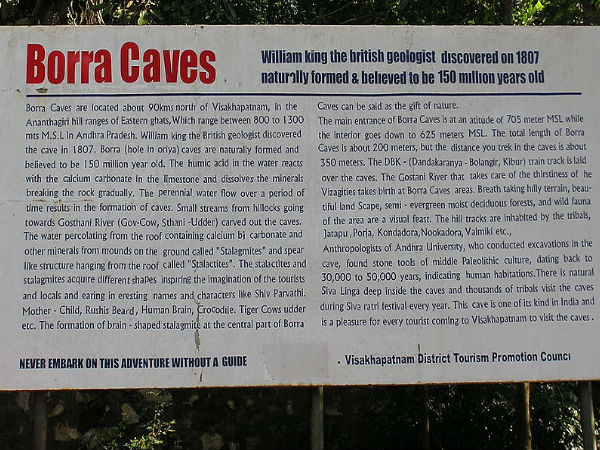 Borra Caves
William king the british geologist discovered on 1807
naturally formed & believed to be 150 million years old
Borra Caves are located about 90kms north of Visakhapatnam, in the
Ananthagiri hill ranges of Eastern ghats,Which range between 800 to 1300
mts M.S.L in Andhra Pradesh. William king the British geologist discovered
the cave in 1807. Borra (hole in oriya) caves are naturally formed and
believed to be 150 million year old. The humic acid in the water reacts
with the calcium carbonate in the limestone and dissolves the minerals
breaking the rock gradually. The perennial water flow over a period of
time results in the formation of caves. Small streams from hillocks going
towards Gosthani River (Gov-Cow, Sthani -Udder) carved out the caves.
The water percolating from the roof containing calcium bi carbonate and
other minerals from mounds on the ground called "Stalagmites" and spear
like structure hanging from the roof called "Stalactites". The stalactites and
stalagmites acquire different shapes inspiring the imagination of the tourists
and locals and earing in eresting names and characters like Shiv Parvathi.
Mother - Child, Rushis Beard, Human Brain, Crocodile. Tiger Cows udder
etc. The formation of brain - shaped stalagmite at the central part of Borra
Caves can be said as the gift of nature.
The main entrance of Borra Caves is at an atitude of 705 meter MSL while
the interior goes down to 625 meters MSL. The total length of Borra
Caves is about 200 meters, but the distance you trek in the caves is about
350 meters. The DBK - (Dandakaranya - Bolangir, Kibur) train track is laid
over the caves. The Gostani River that takes care of the thirstiness of the
Vizagities takes birth at Borra Caves areas. Breath taking hilly terrain, beau-
tiful land Scape, semi - evergreen moist deciduous forests, and wild fauna
of the area are a visual feast. The hill tracks are inhabited by the tribals,
Jatapu, Porja, Kondadora,Nookadora, Valmiki etc.,
Anthropologists of Andhra University, who conducted excavations in the
cave, found stone tools of middle Paleolithic culture, dating back to
30,000 to 50,000 years, indicating human habitations.There is natural
Siva Linga deep inside the caves and thousands of tribals visit the caves
during Siva ratri festival every year. This cave is one of its kind in India and
is a pleasure for every tourist coming to Visakhapatnam to visit the caves.
NEVER EMBARK ON THIS ADVENTURE WITHOUT A GUIDE
. Visakhapatnam District Tourism Promotion Counci